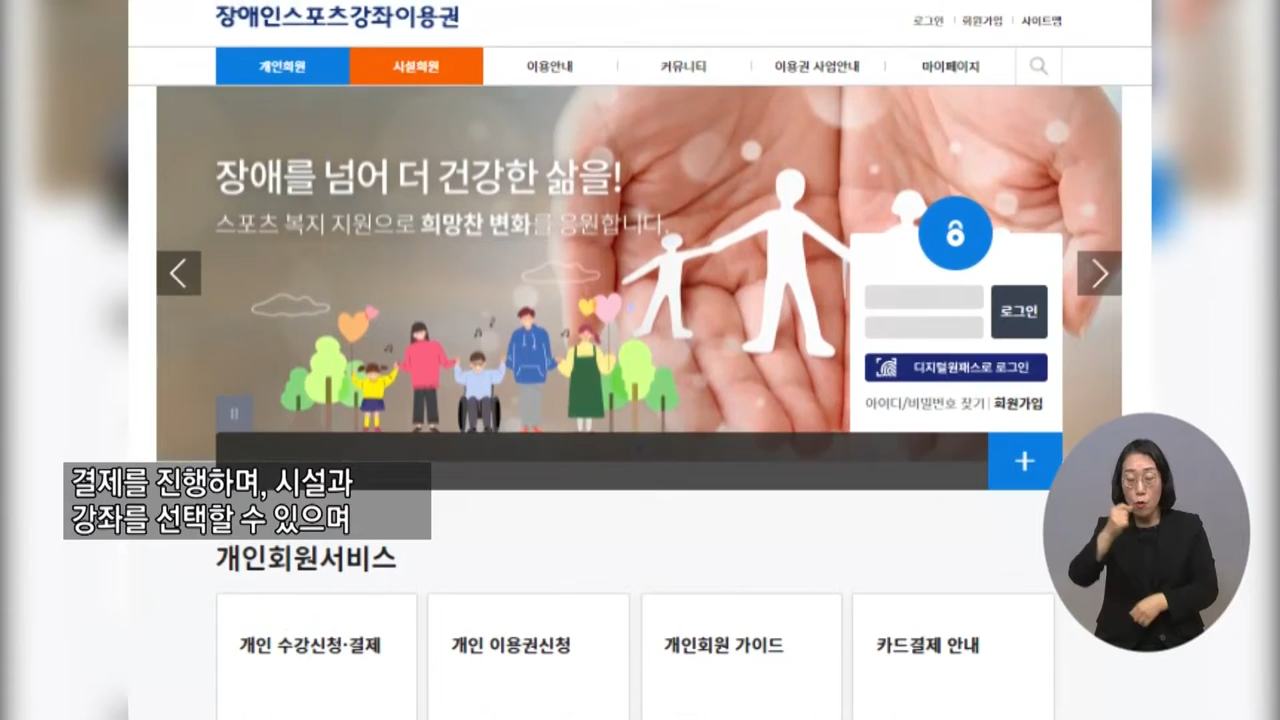 장애인스포츠강좌이용권
로그인 회원가입 사이트맵
개인회원 시설회원 이용안내 커뮤니티 이용권 사업안내 마이페이지
장애를 넘어 더 건강한 삶을!
스포츠 복지 지원으로 희망찬 변화를 응원합니다.
로그인
디지털원패스로 로그인
아이디/비밀번호 찾기 | 회원가입
결제를 진행하며, 시설과
강좌를 선택할 수 있으며
개인회원서비스
개인 수강신청·결제 개인 이용권신청 개인회원 가이드 카드결제 안내